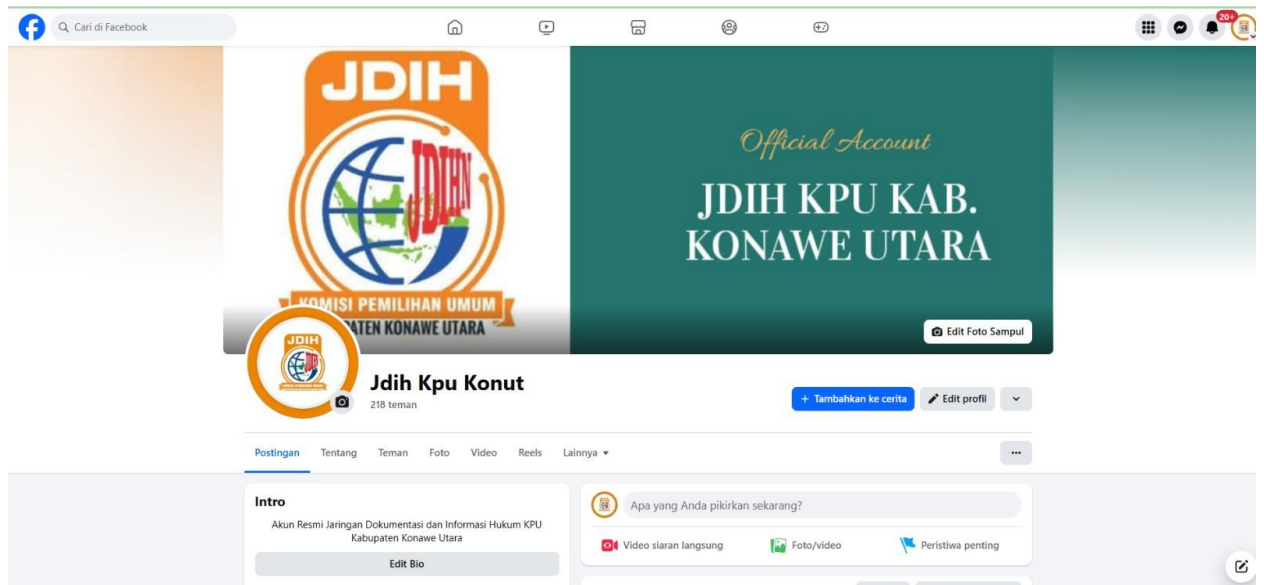 Cari di Facebook
20+
JDIH
JDIHN
KOMISI PEMILIHAN UMUM
ATEN KONAWE UTARA
Official Account
JDIH KPU KAB.
KONAWE UTARA
Edit Foto Sampul
JDIH
Jdih Kpu Konut
218 teman
+ Tambahkan ke cerita
Edit profil
Postingan Tentang Teman Foto Video Reels Lainnya
Intro
Akun Resmi Jaringan Dokumentasi dan Informasi Hukum KPU
Kabupaten Konawe Utara
Edit Bio
Apa yang Anda pikirkan sekarang?
Video siaran langsung Foto/video Peristiwa penting